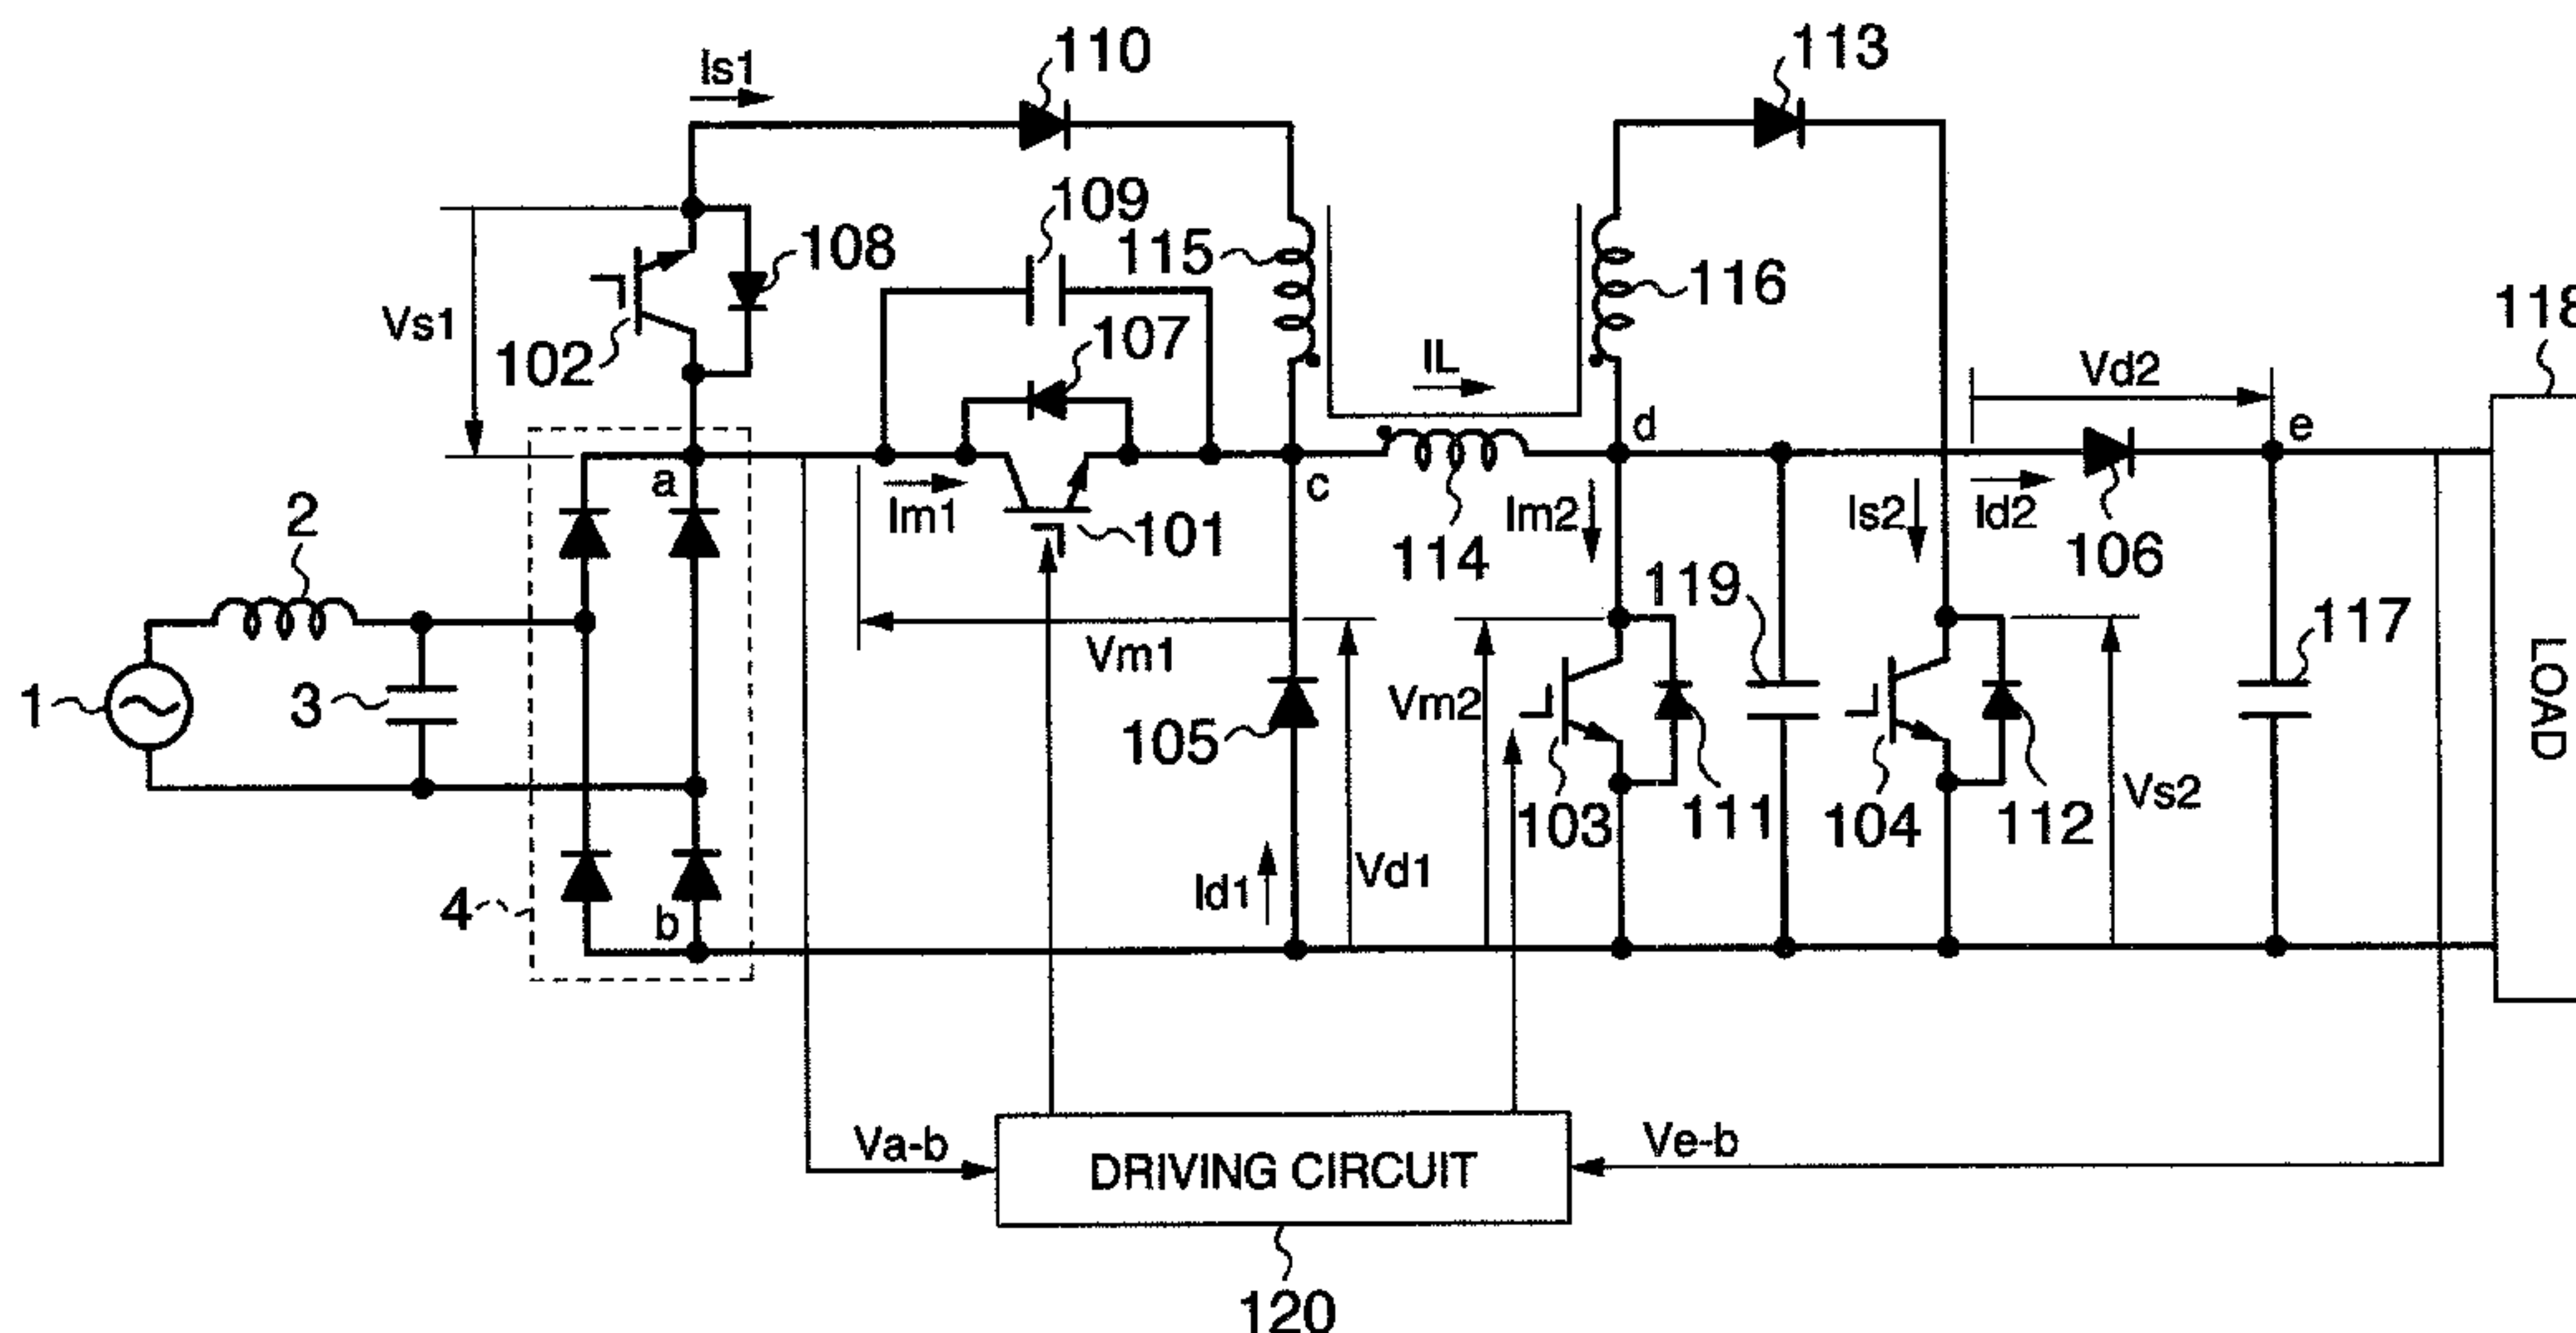 110
113
Is1
109
108
115
116
118
Vs1
107
102
IL
Vd2
d
e
a
c
2
Im1
101
Im2
Is2
Id2
114
106
119
117
Vm1
1
3
Vm2
LOAD
105
Vs2
103
111
104
112
Id1
Vd1
4
b
Va-b
Ve-b
DRIVING CIRCUIT
120